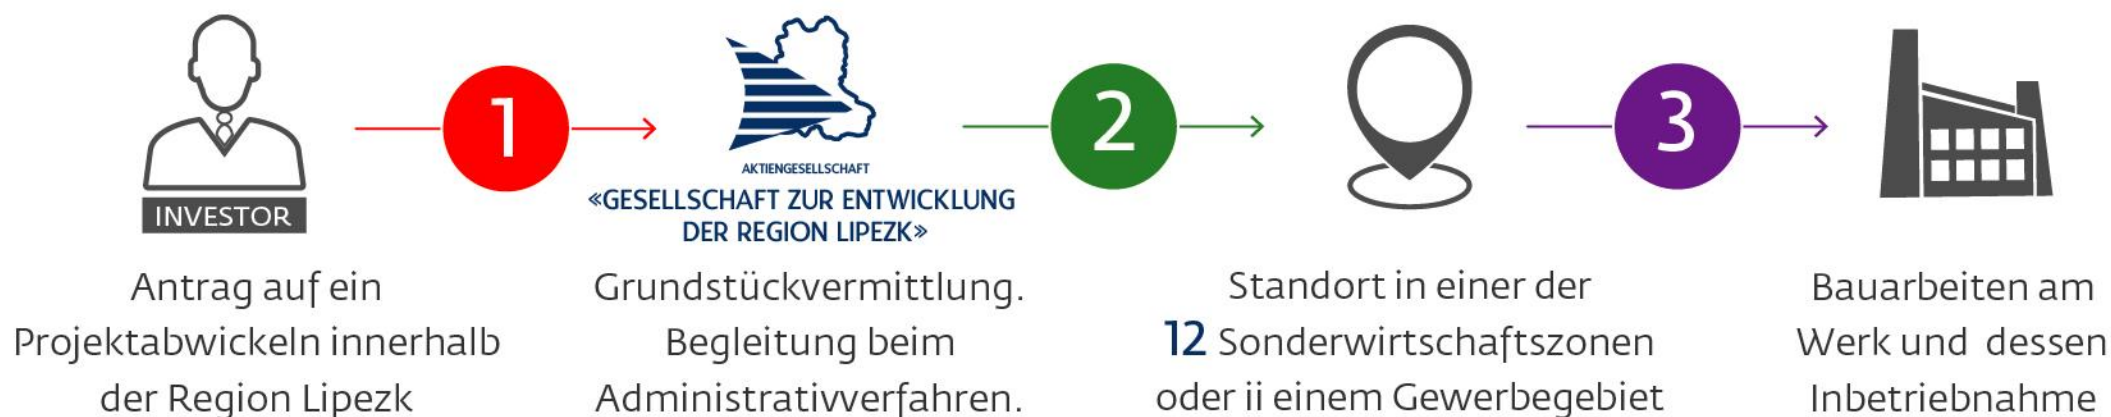 INVESTOR
Antrag auf ein
Projektabwickeln innerhalb
der Region Lipezk
1
AKTIENGESELLSCHAFT
«GESELLSCHAFT ZUR ENTWICKLUNG
DER REGION LIPEZK»
Grundstückvermittlung.
Begleitung beim
Administrativverfahren.
2
Standort in einer der
12 Sonderwirtschaftszonen
oder ii einem Gewerbegebiet
3
Bauarbeiten am
Werk und dessen
Inbetriebnahme